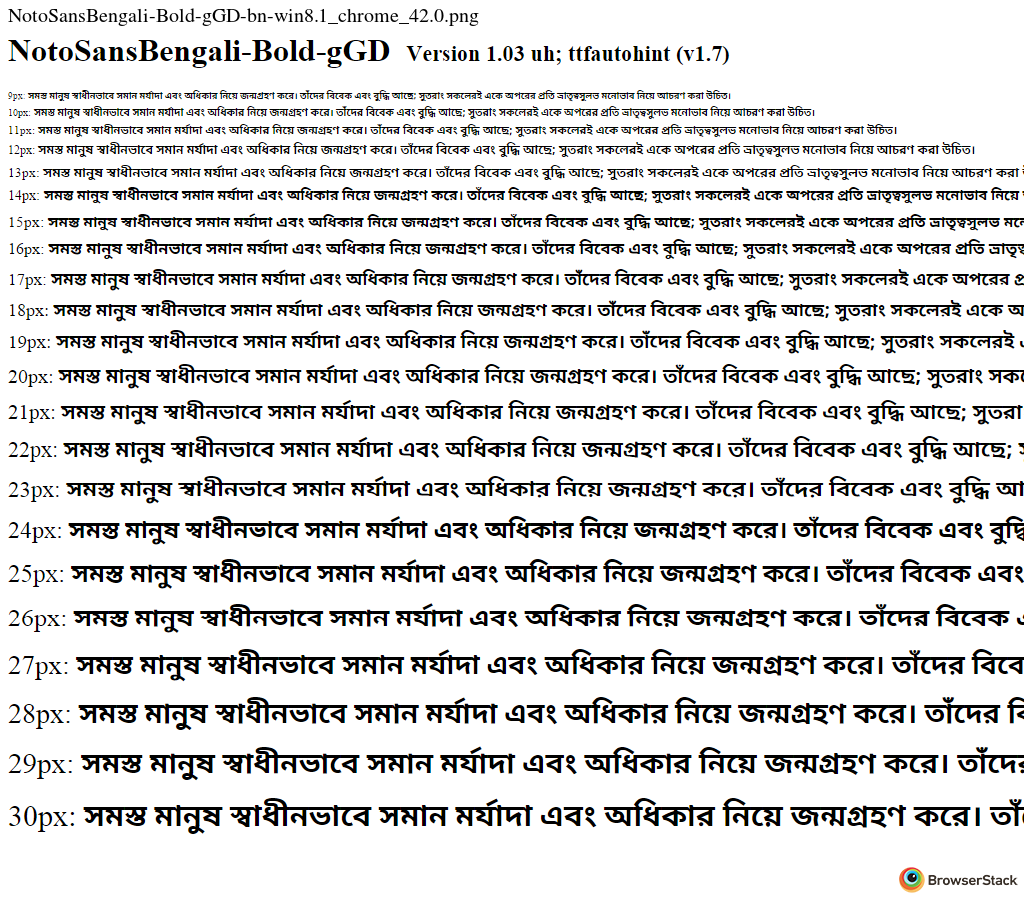 NotoSansBengali-Bold-gGD-bn-win8.1_chrome_42.0.png
NotoSansBengali-Bold-gGD Version 1.03 uh; ttfautohint (v1.7)
9px: সমস্ত মানুষ স্বাধীনভাবে সমান মর্যাদা এবং অধিকার নিয়ে জন্মগ্রহণ করে। তাঁদের বিবেক এবং বুদ্ধি আছে; সুতরাং সকলেরই একে অপরের প্রতি ভ্রাতৃত্বসুলভ মনোভাব নিয়ে আচরণ করা উচিত।
10px: সমস্ত মানুষ স্বাধীনভাবে সমান মর্যাদা এবং অধিকার নিয়ে জন্মগ্রহণ করে। তাঁদের বিবেক এবং বুদ্ধি আছে; সুতরাং সকলেরই একে অপরের প্রতি ভ্রাতৃত্বসুলভ মনোভাব নিয়ে আচরণ করা উচিত।
11px: সমস্ত মানুষ স্বাধীনভাবে সমান মর্যাদা এবং অধিকার নিয়ে জন্মগ্রহণ করে। তাঁদের বিবেক এবং বুদ্ধি আছে; সুতরাং সকলেরই একে অপরের প্রতি ভ্রাতৃত্বসুলভ মনোভাব নিয়ে আচরণ করা উচিত।
12px: সমস্ত মানুষ স্বাধীনভাবে সমান মর্যাদা এবং অধিকার নিয়ে জন্মগ্রহণ করে। তাঁদের বিবেক এবং বুদ্ধি আছে; সুতরাং সকলেরই একে অপরের প্রতি ভ্রাতৃত্বসুলভ মনোভাব নিয়ে আচরণ করা উচিত।
13px: সমস্ত মানুষ স্বাধীনভাবে সমান মর্যাদা এবং অধিকার নিয়ে জন্মগ্রহণ করে। তাঁদের বিবেক এবং বুদ্ধি আছে; সুতরাং সকলেরই একে অপরের প্রতি ভ্রাতৃত্বসুলভ মনোভাব নিয়ে আচরণ করা
14px: সমস্ত মানুষ স্বাধীনভাবে সমান মর্যাদা এবং অধিকার নিয়ে জন্মগ্রহণ করে। তাঁদের বিবেক এবং বুদ্ধি আছে; সুতরাং সকলেরই একে অপরের প্রতি ভ্রাতৃত্বসুলভ মনোভাব নিয়ে
15px: সমস্ত মানুষ স্বাধীনভাবে সমান মর্যাদা এবং অধিকার নিয়ে জন্মগ্রহণ করে। তাঁদের বিবেক এবং বুদ্ধি আছে; সুতরাং সকলেরই একে অপরের প্রতি ভ্রাতৃত্বসুলভ
16px: সমস্ত মানুষ স্বাধীনভাবে সমান মর্যাদা এবং অধিকার নিয়ে জন্মগ্রহণ করে। তাঁদের বিবেক এবং বুদ্ধি আছে; সুতরাং সকলেরই একে অপরের প্রতি
17px: সমস্ত মানুষ স্বাধীনভাবে সমান মর্যাদা এবং অধিকার নিয়ে জন্মগ্রহণ করে। তাঁদের বিবেক এবং বুদ্ধি আছে; সুতরাং সকলেরই একে অপরের
18px: সমস্ত মানুষ স্বাধীনভাবে সমান মর্যাদা এবং অধিকার নিয়ে জন্মগ্রহণ করে। তাঁদের বিবেক এবং বুদ্ধি আছে; সুতরাং সকলেরই একে
19px: সমস্ত মানুষ স্বাধীনভাবে সমান মর্যাদা এবং অধিকার নিয়ে জন্মগ্রহণ করে। তাঁদের বিবেক এবং বুদ্ধি আছে; সুতরাং সকলেরই
20px: সমস্ত মানুষ স্বাধীনভাবে সমান মর্যাদা এবং অধিকার নিয়ে জন্মগ্রহণ করে। তাঁদের বিবেক এবং বুদ্ধি আছে; সুতরাং
21px: সমস্ত মানুষ স্বাধীনভাবে সমান মর্যাদা এবং অধিকার নিয়ে জন্মগ্রহণ করে। তাঁদের বিবেক এবং বুদ্ধি আছে; সুতরা
22px: সমস্ত মানুষ স্বাধীনভাবে সমান মর্যাদা এবং অধিকার নিয়ে জন্মগ্রহণ করে। তাঁদের বিবেক এবং বুদ্ধি আছে;
23px: সমস্ত মানুষ স্বাধীনভাবে সমান মর্যাদা এবং অধিকার নিয়ে জন্মগ্রহণ করে। তাঁদের বিবেক এবং বুদ্ধি আ
24px: সমস্ত মানুষ স্বাধীনভাবে সমান মর্যাদা এবং অধিকার নিয়ে জন্মগ্রহণ করে। তাঁদের বিবেক এবং
25px: সমস্ত মানুষ স্বাধীনভাবে সমান মর্যাদা এবং অধিকার নিয়ে জন্মগ্রহণ করে। তাঁদের বিবেক এবং
26px: সমস্ত মানুষ স্বাধীনভাবে সমান মর্যাদা এবং অধিকার নিয়ে জন্মগ্রহণ করে। তাঁদের বিবেক
27px: সমস্ত মানুষ স্বাধীনভাবে সমান মর্যাদা এবং অধিকার নিয়ে জন্মগ্রহণ করে। তাঁদের বিবে
28px: সমস্ত মানুষ স্বাধীনভাবে সমান মর্যাদা এবং অধিকার নিয়ে জন্মগ্রহণ করে। তাঁদের
29px: সমস্ত মানুষ স্বাধীনভাবে সমান মর্যাদা এবং অধিকার নিয়ে জন্মগ্রহণ করে। তাঁদে
30px: সমস্ত মানুষ স্বাধীনভাবে সমান মর্যাদা এবং অধিকার নিয়ে জন্মগ্রহণ করে। তাঁ
BrowserStack